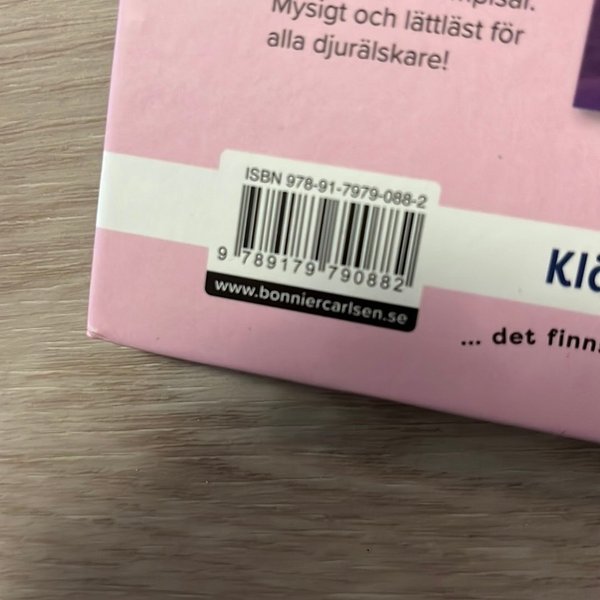 Mysigt och lättläst för
alla djurälskare!
ISBN 978-91-7979-088-2
9 789179 790882
www.bonniercarlsen.se
... det finns